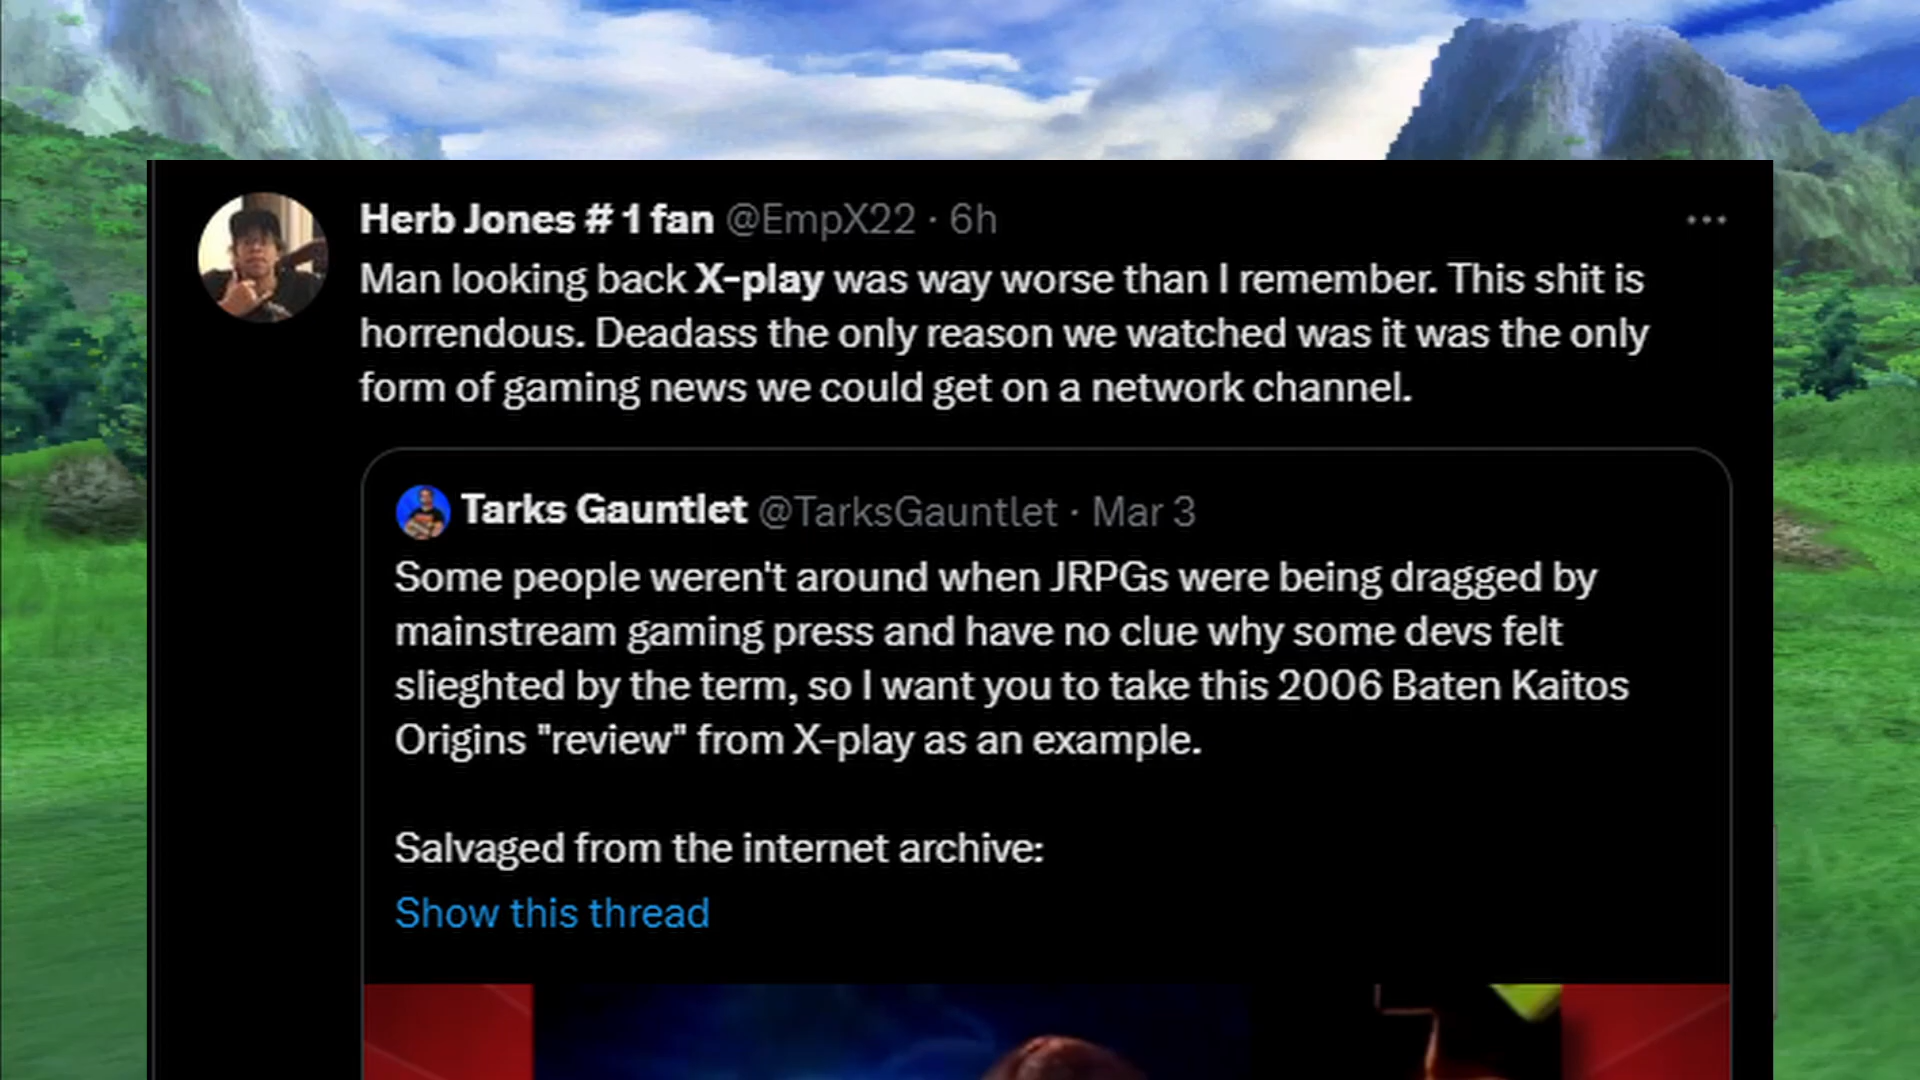 Herb Jones # 1 fan @EmpX22 · 6h
Man looking back X-play was way worse than I remember. This shit is
horrendous. Deadass the only reason we watched was it was the only
form of gaming news we could get on a network channel.
Tarks Gauntlet @TarksGauntlet · Mar 3
Some people weren't around when JRPGs were being dragged by
mainstream gaming press and have no clue why some devs felt
slieghted by the term, so I want you to take this 2006 Baten Kaitos
Origins "review" from X-play as an example.
Salvaged from the internet archive:
Show this thread